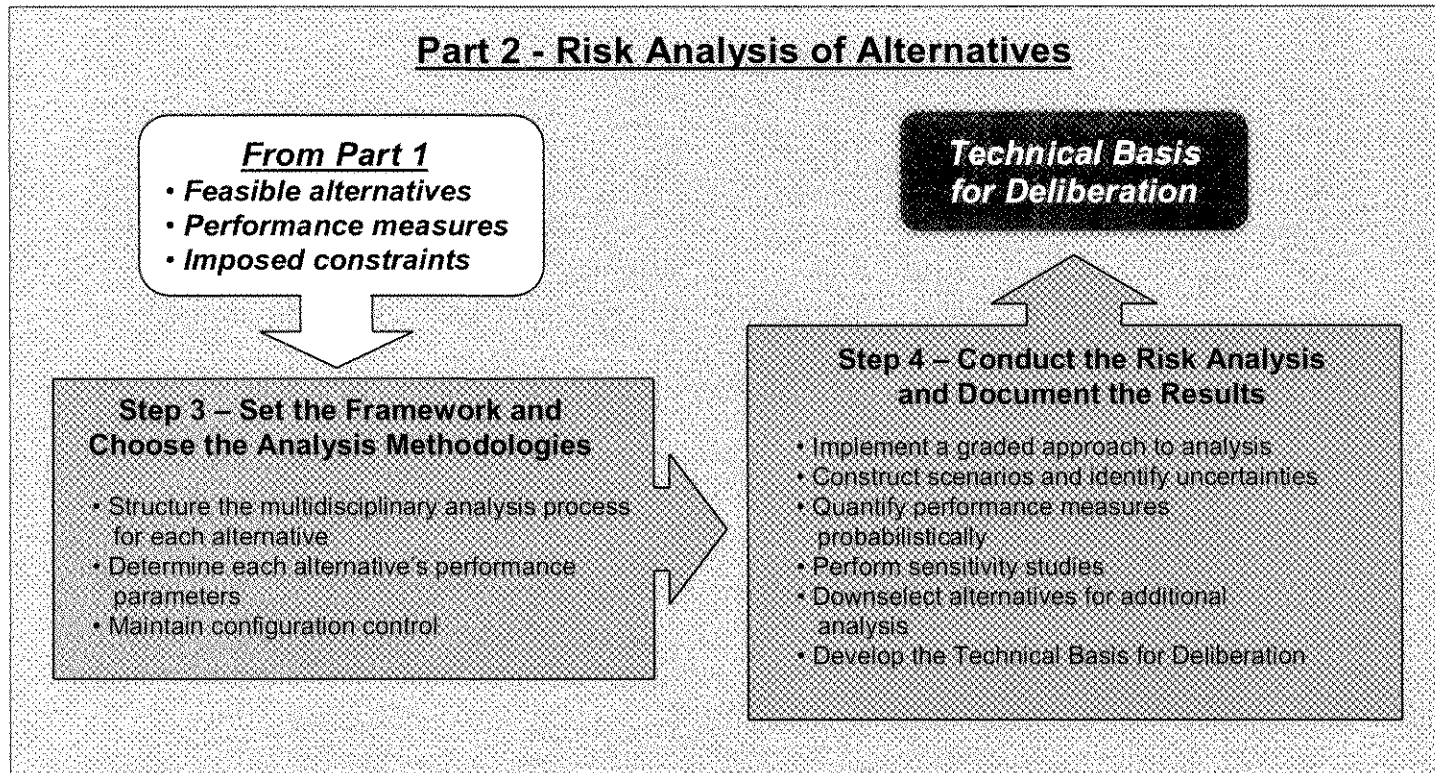 Part 2 - Risk Analysis of Alternatives
From Part 1
• Feasible alternatives
• Performance measures
• Imposed constraints
Technical Basis
for Deliberation
Step 3 – Set the Framework and
Choose the Analysis Methodologies
• Structure the multidisciplinary analysis process
for each alternative
• Determine each alternative's performance
parameters
• Maintain configuration control
Step 4 – Conduct the Risk Analysis
and Document the Results
• Implement a graded approach to analysis
• Construct scenarios and identify uncertainties
• Quantify performance measures
probabilistically
• Perform sensitivity studies
• Downselect alternatives for additional
analysis
• Develop the Technical Basis for Deliberation